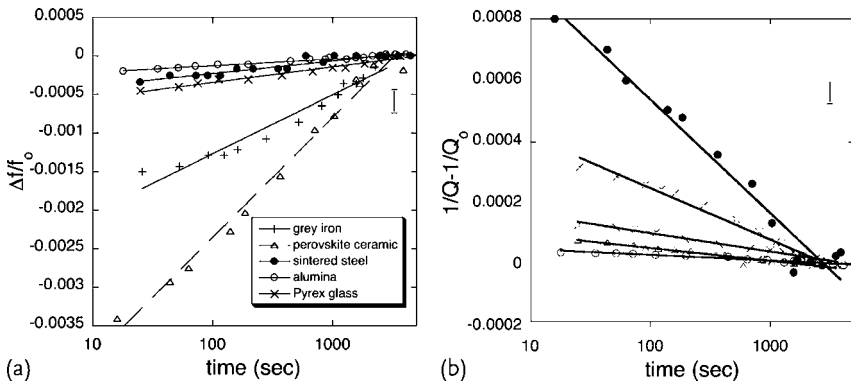 0.0005
0
-0.0005
-0.001
-0.0015
-0.002
-0.0025
-0.003
-0.0035
Δf/fo
10
100
1000
time (sec)
grey iron
perovskite ceramic
sintered steel
alumina
Pyrex glass
(a)
0.0008
0.0006
0.0004
0.0002
0
-0.0002
1/Q-1/Qo
10
100
1000
time (sec)
(b)